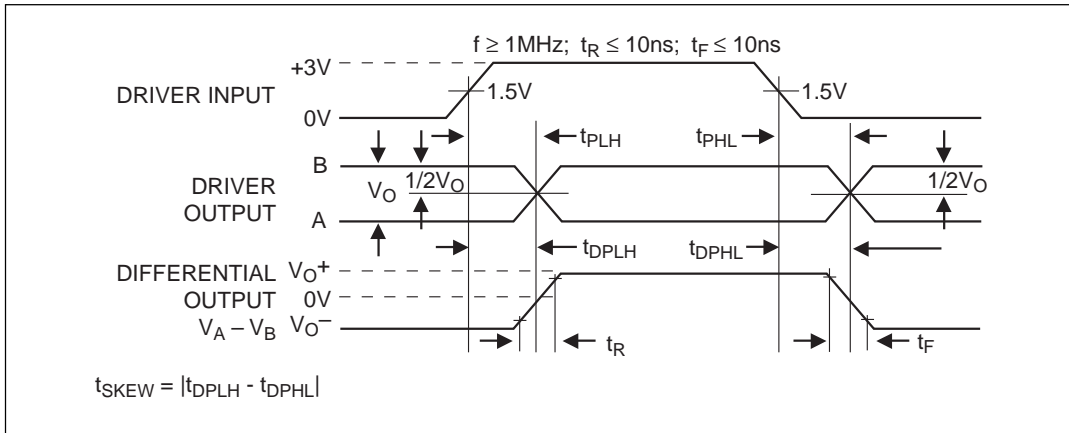 f ≥ 1MHz; tR ≤ 10ns; tF ≤ 10ns
+3V
DRIVER INPUT
1.5V
1.5V
0V
tPLH
tPHL
B
DRIVER
OUTPUT
VO
1/2VO
1/2VO
A
tDPLH
tDPHL
DIFFERENTIAL
OUTPUT
VA – VB
VO+
0V
VO–
tR
tF
tSKEW = |tDPLH - tDPHL|